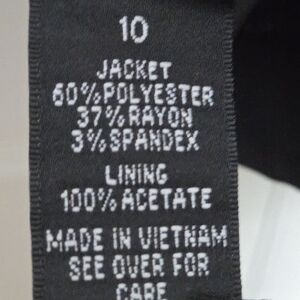 10
JACKET
60% POLYESTER
37% RAYON
3% SPANDEX
LINING
100% ACETATE
MADE IN VIETNAM
SEE OVER FOR
CARE